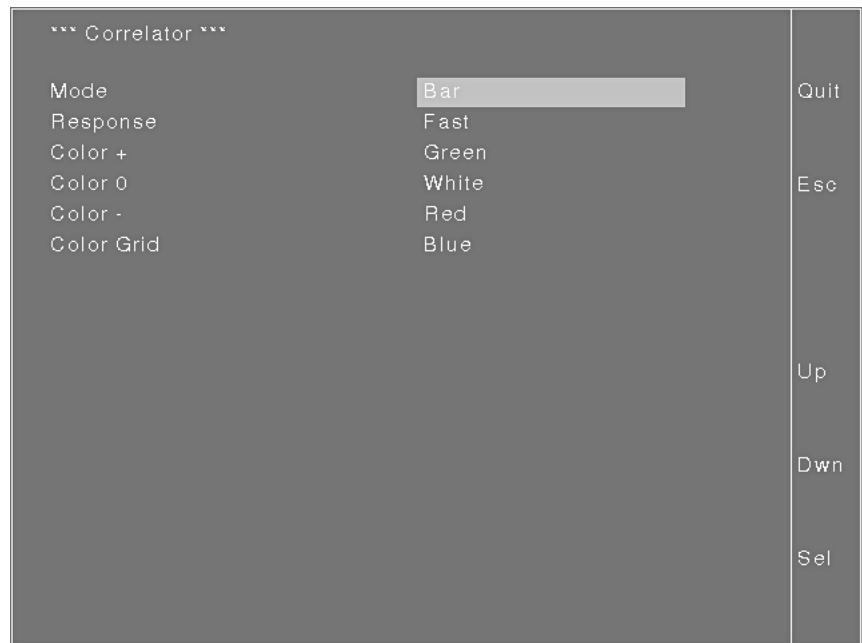 *** Correlator ***
Mode Bar Quit
Response Fast
Color + Green
Color 0 White Esc
Color - Red
Color Grid Blue
Up
Dwn
Sel